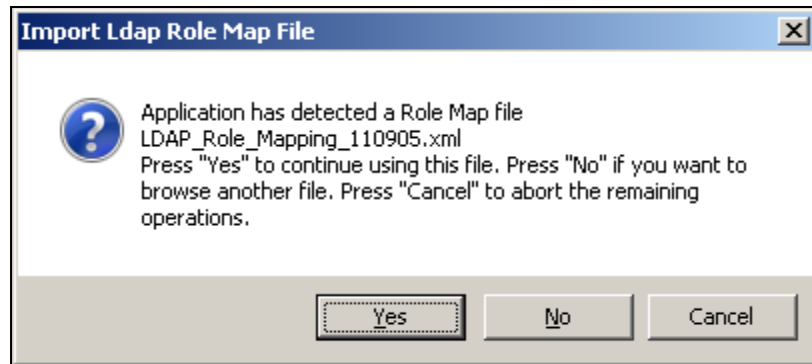 Import Ldap Role Map File
Application has detected a Role Map file
LDAP_Role_Mapping_110905.xml
Press "Yes" to continue using this file. Press "No" if you want to
browse another file. Press "Cancel" to abort the remaining
operations.
Yes
No
Cancel